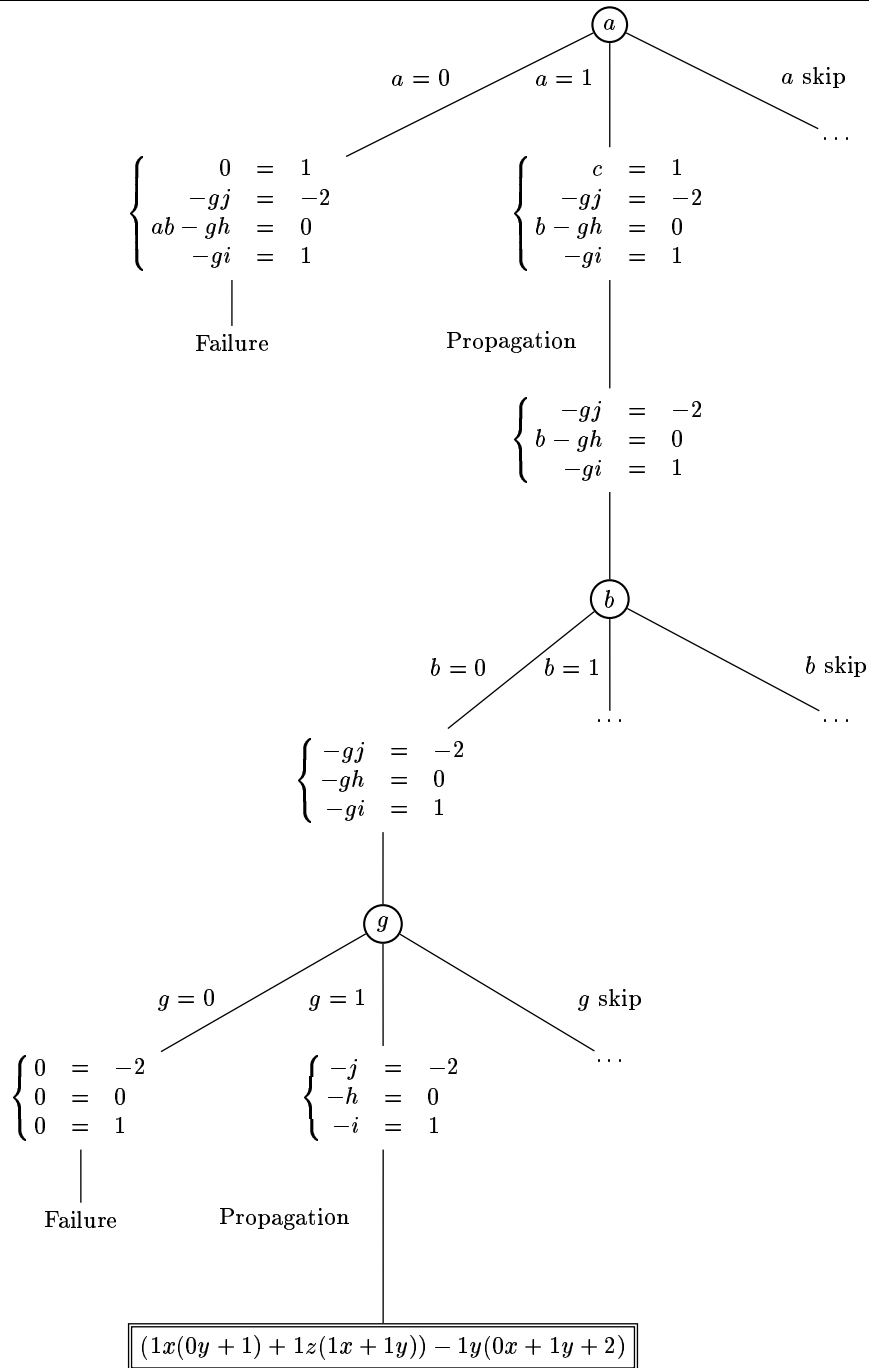 a
a = 0
a = 1
a skip
. . .
0 = 1
-gj = -2
ab - gh = 0
-gi = 1
c = 1
-gj = -2
b - gh = 0
-gi = 1
Failure
Propagation
-gj = -2
b - gh = 0
-gi = 1
b
b = 0
b = 1
b skip
. . .
. . .
-gj = -2
-gh = 0
-gi = 1
g
g = 0
g = 1
g skip
. . .
0 = -2
0 = 0
0 = 1
-j = -2
-h = 0
-i = 1
Failure
Propagation
(1x(0y + 1) + 1z(1x + 1y)) - 1y(0x + 1y + 2)